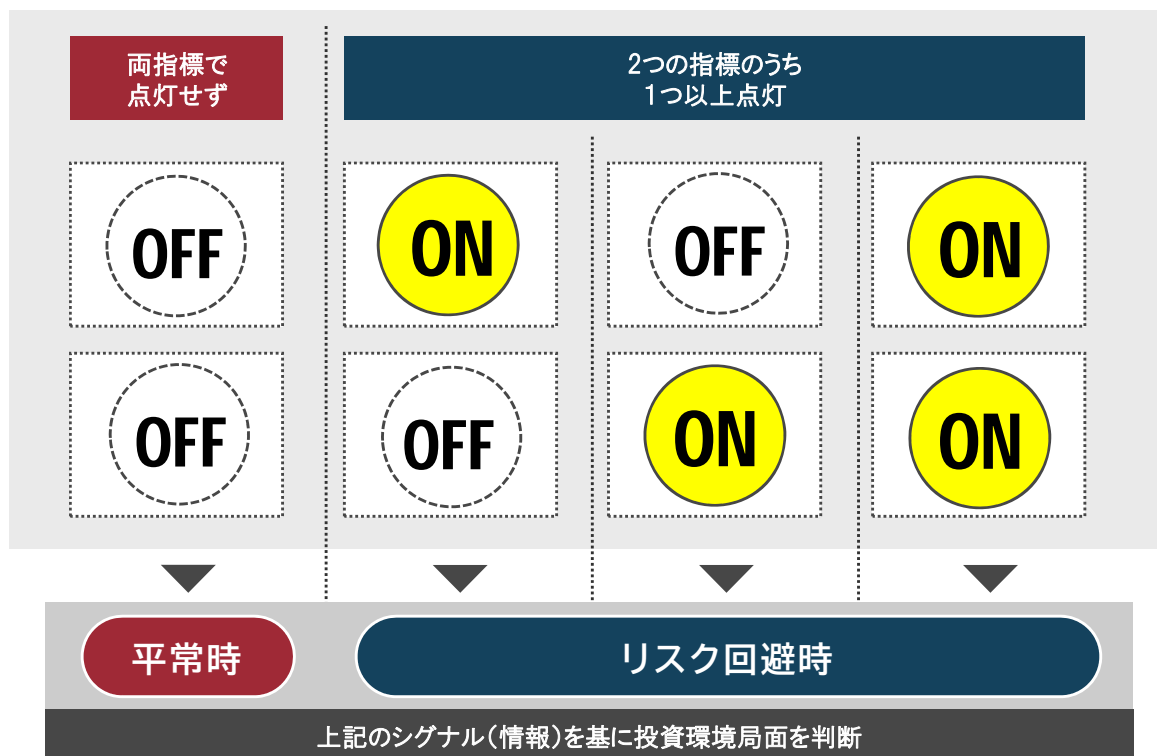 両指標で
点灯せず
2つの指標のうち
1つ以上点灯
OFF
ON
OFF
ON
OFF
OFF
ON
ON
平常時
リスク回避時
上記のシグナル(情報)を基に投資環境局面を判断